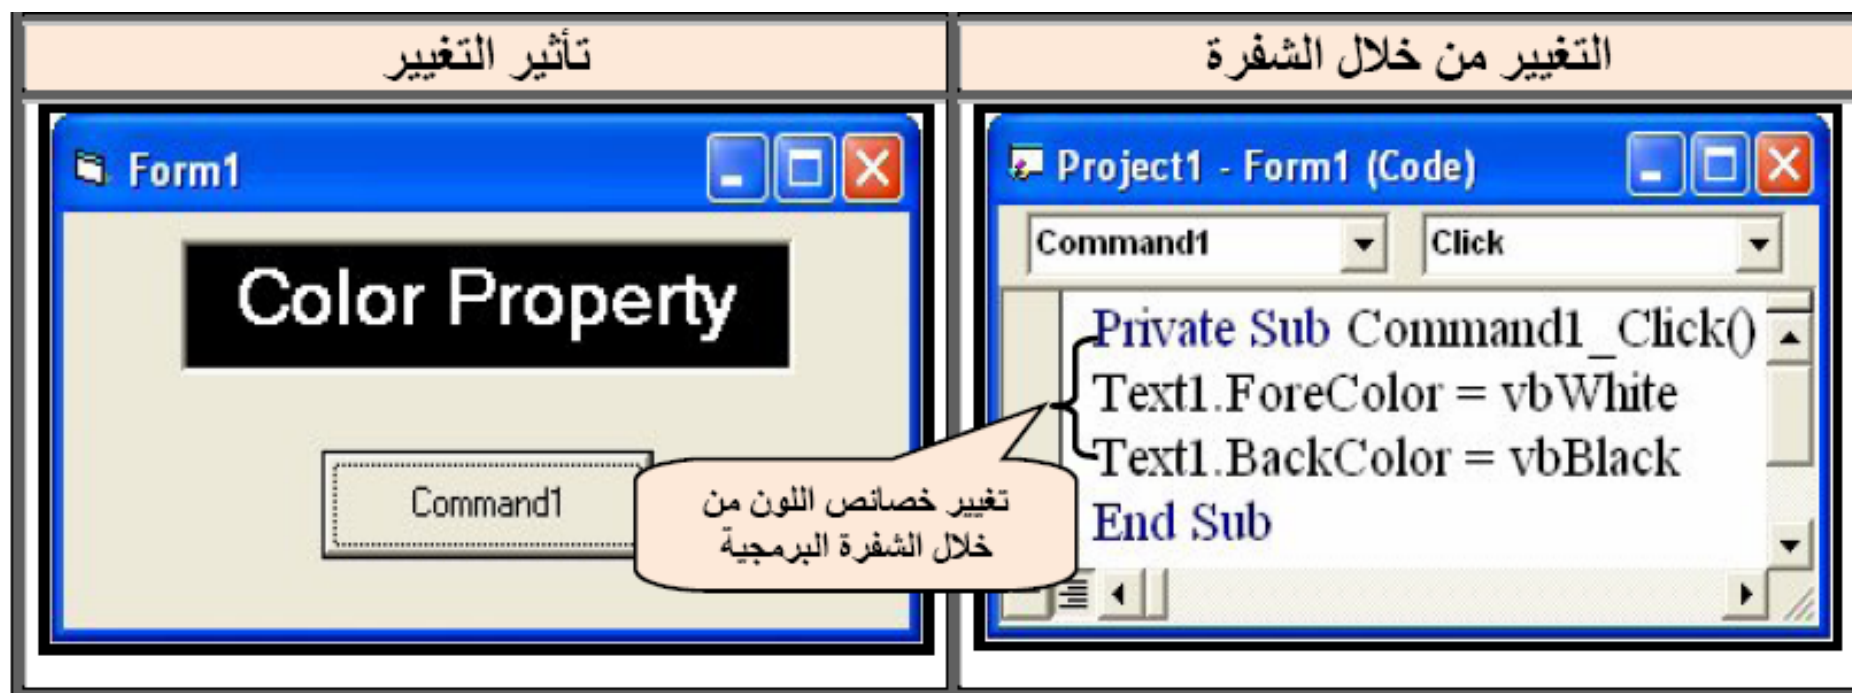 التغيير من خلال الشفرة
تأثير التغيير
Project1 - Form1 (Code)
Command1
Click
Private Sub Command1_Click()
Text1.ForeColor = vbWhite
Text1.BackColor = vbBlack
End Sub
تغيير خصائص اللون من
خلال الشفرة البرمجية
Form1
Color Property
Command1